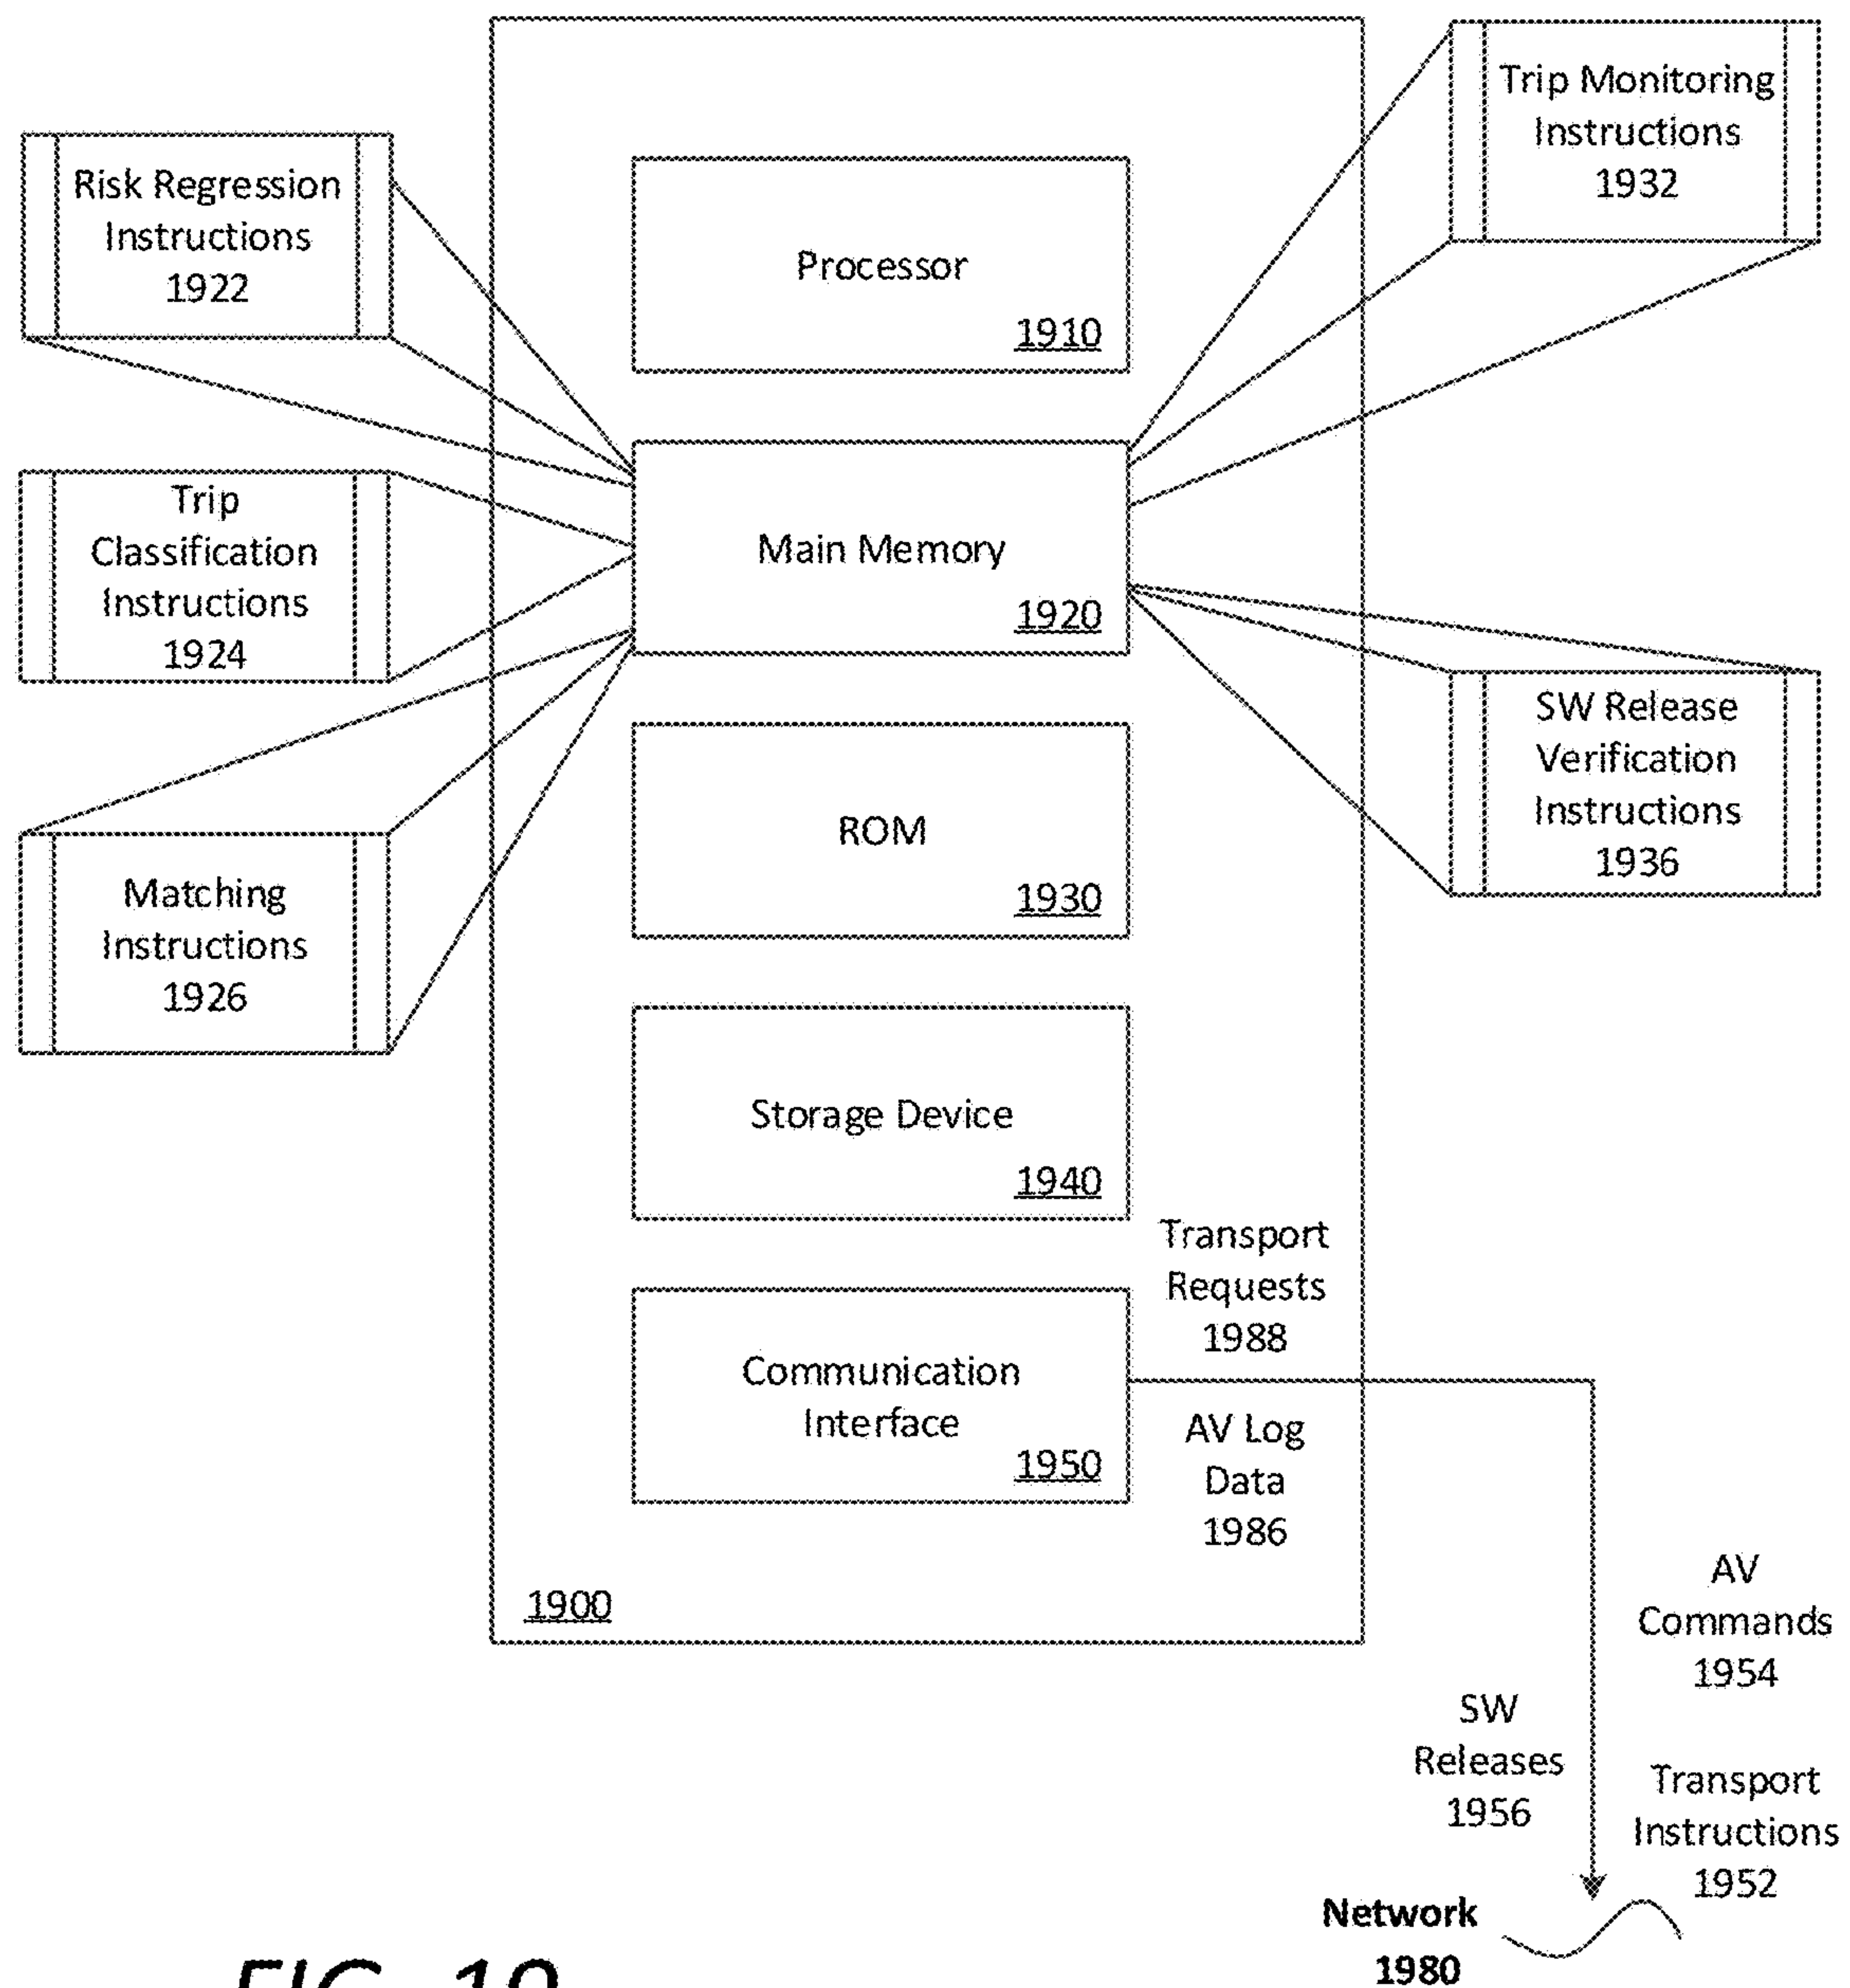 Risk Regression
Instructions
1922
Trip
Classification
Instructions
1924
Matching
Instructions
1926
Processor
1910
Main Memory
1920
ROM
1930
Storage Device
1940
Communication
Interface
1950
1900
Trip Monitoring
Instructions
1932
SW Release
Verification
Instructions
1936
Transport
Requests
1988
AV Log
Data
1986
AV
Commands
1954
SW
Releases
1956
Transport
Instructions
1952
Network
1980
FIG. 19